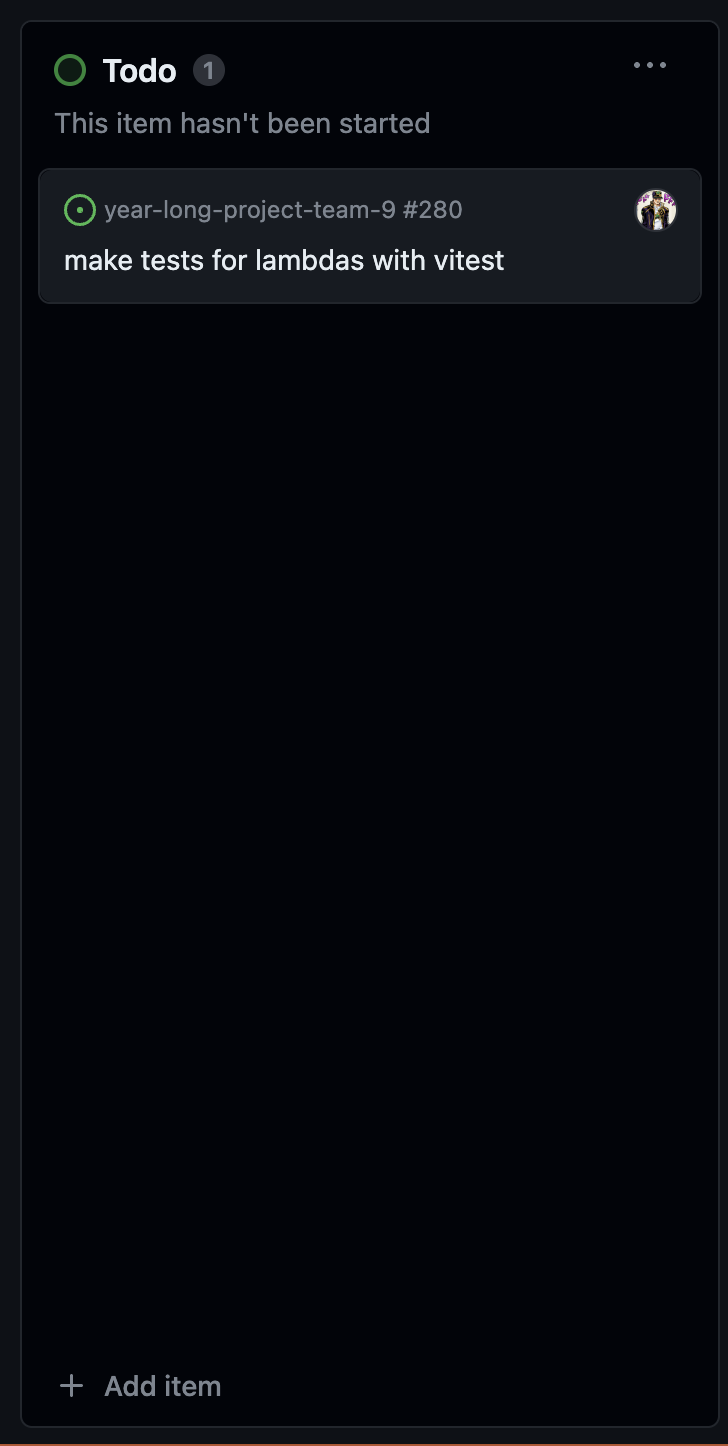 Todo 1
This item hasn't been started
year-long-project-team-9 #280
make tests for lambdas with vitest
Add item